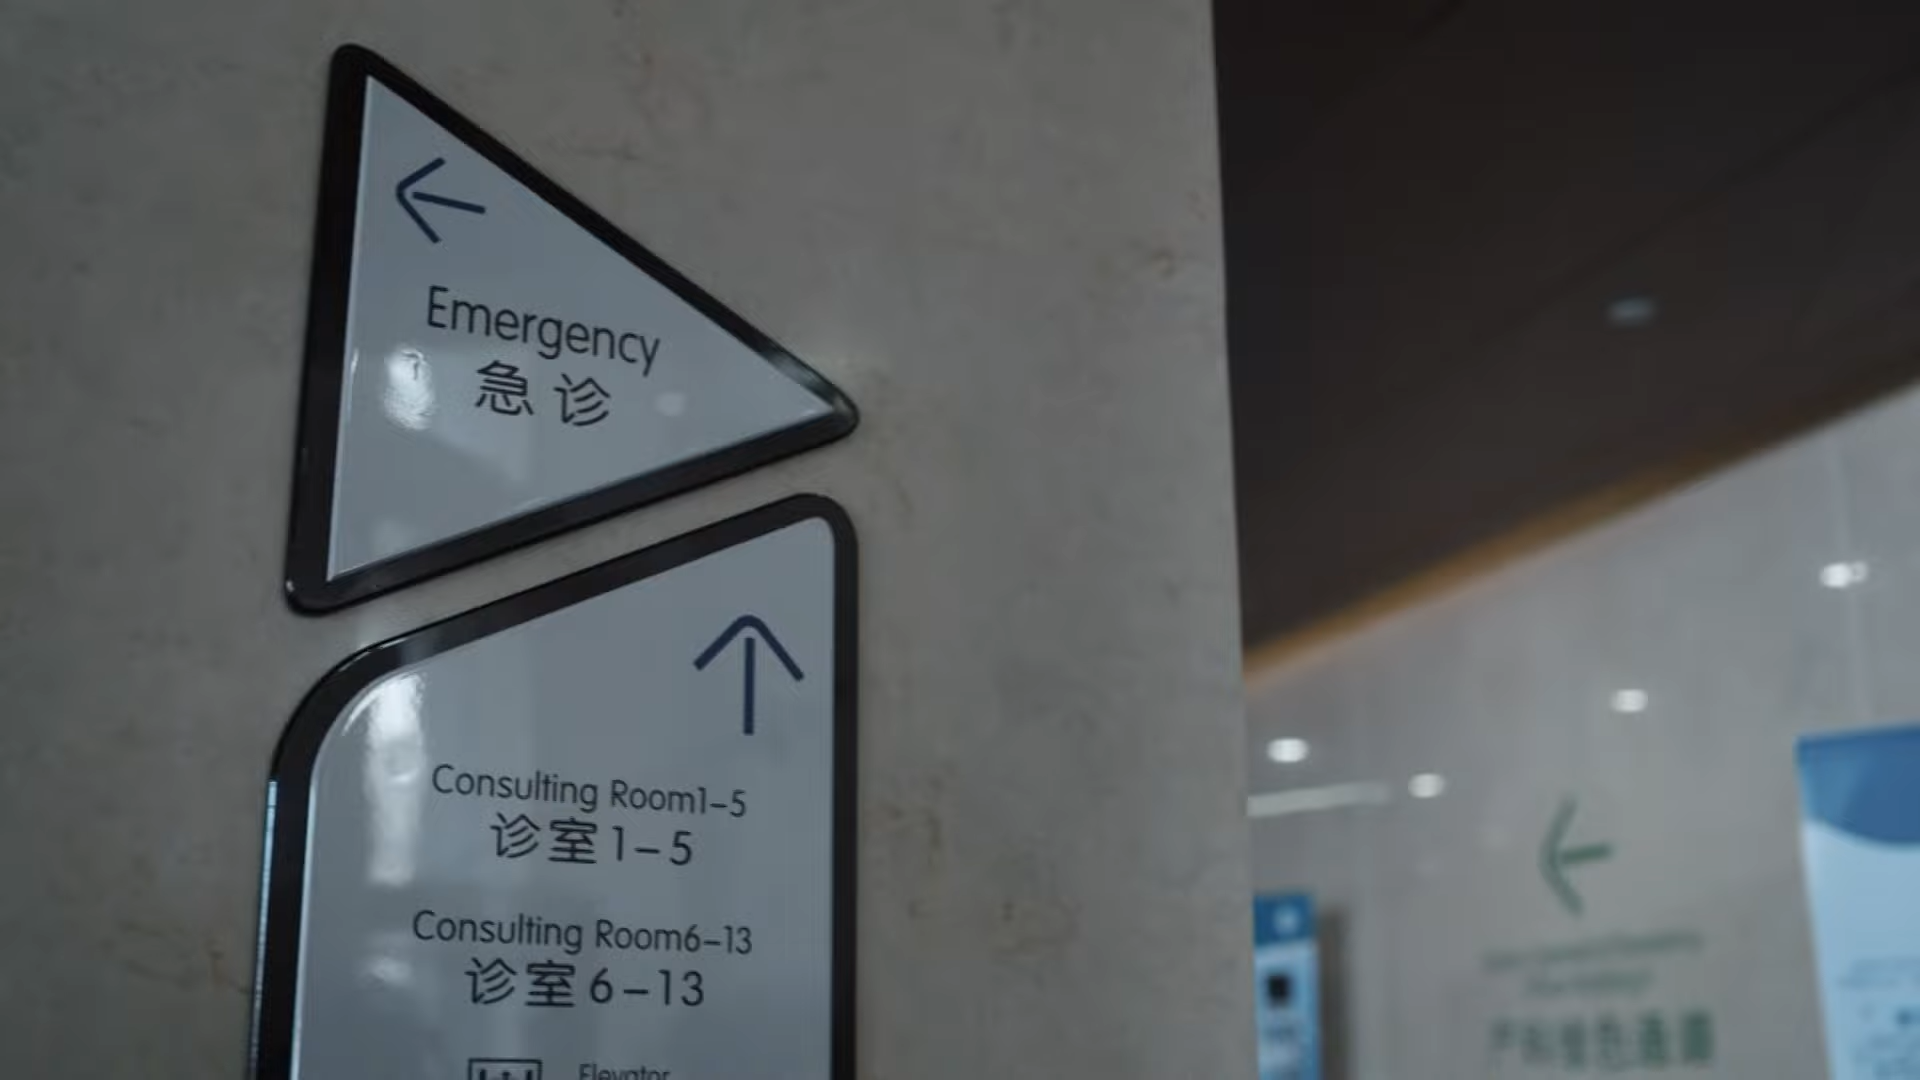 Emergency
急诊
Consulting Room1-5
诊室1-5
Consulting Room6-13
诊室6-13
Elevator